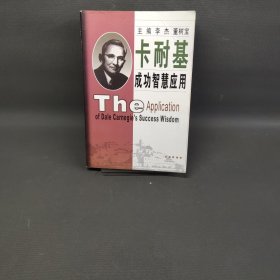 主编 李杰 董树宝
卡耐基
成功智慧应用
The Application
of Dale Carnegie's Success Wisdom